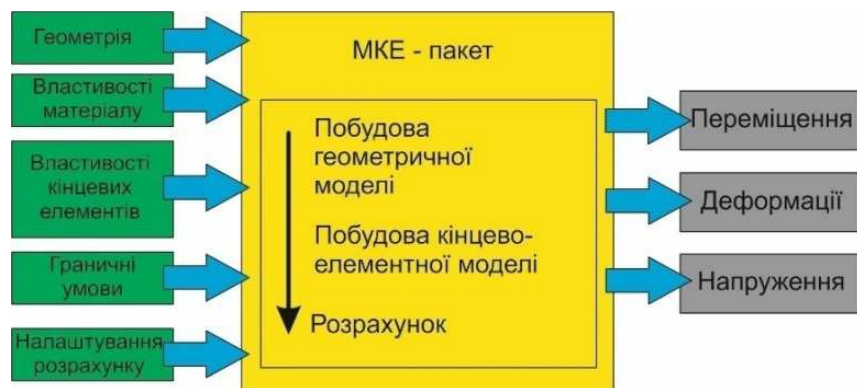 Геометрія
Властивості
матеріалу
Властивості
кінцевих
елементів
Граничні
умови
Налаштування
розрахунку
МКЕ - пакет
Побудова
геометричної
моделі
Побудова кінцево-
елементної моделі
Розрахунок
Переміщення
Деформації
Напруження